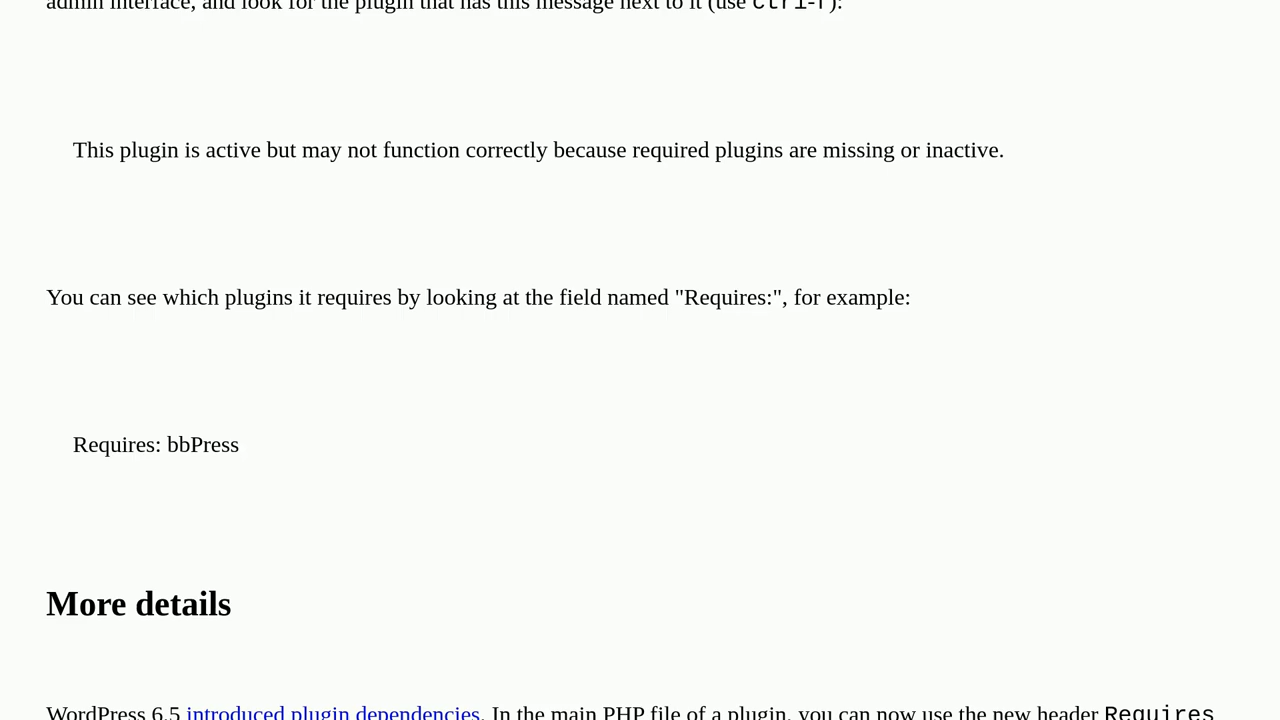 admin interface, and look for the plugin that has this message next to it (use Ctrl-f):
This plugin is active but may not function correctly because required plugins are missing or inactive.
You can see which plugins it requires by looking at the field named "Requires:", for example:
Requires: bbPress
More details
WordPress 6.5 introduced plugin dependencies. In the main PHP file of a plugin, you can now use the new header Requires